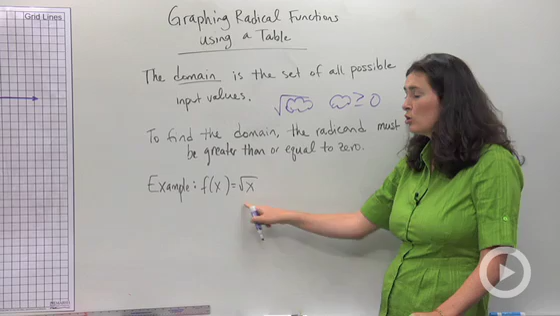 Grid Lines
Graphing Radical Functions
using a Table
The domain is the set of all possible
input values.   √   ≥ 0
To find the domain, the radicand must
be greater than or equal to zero.
Example: f(x)=√x